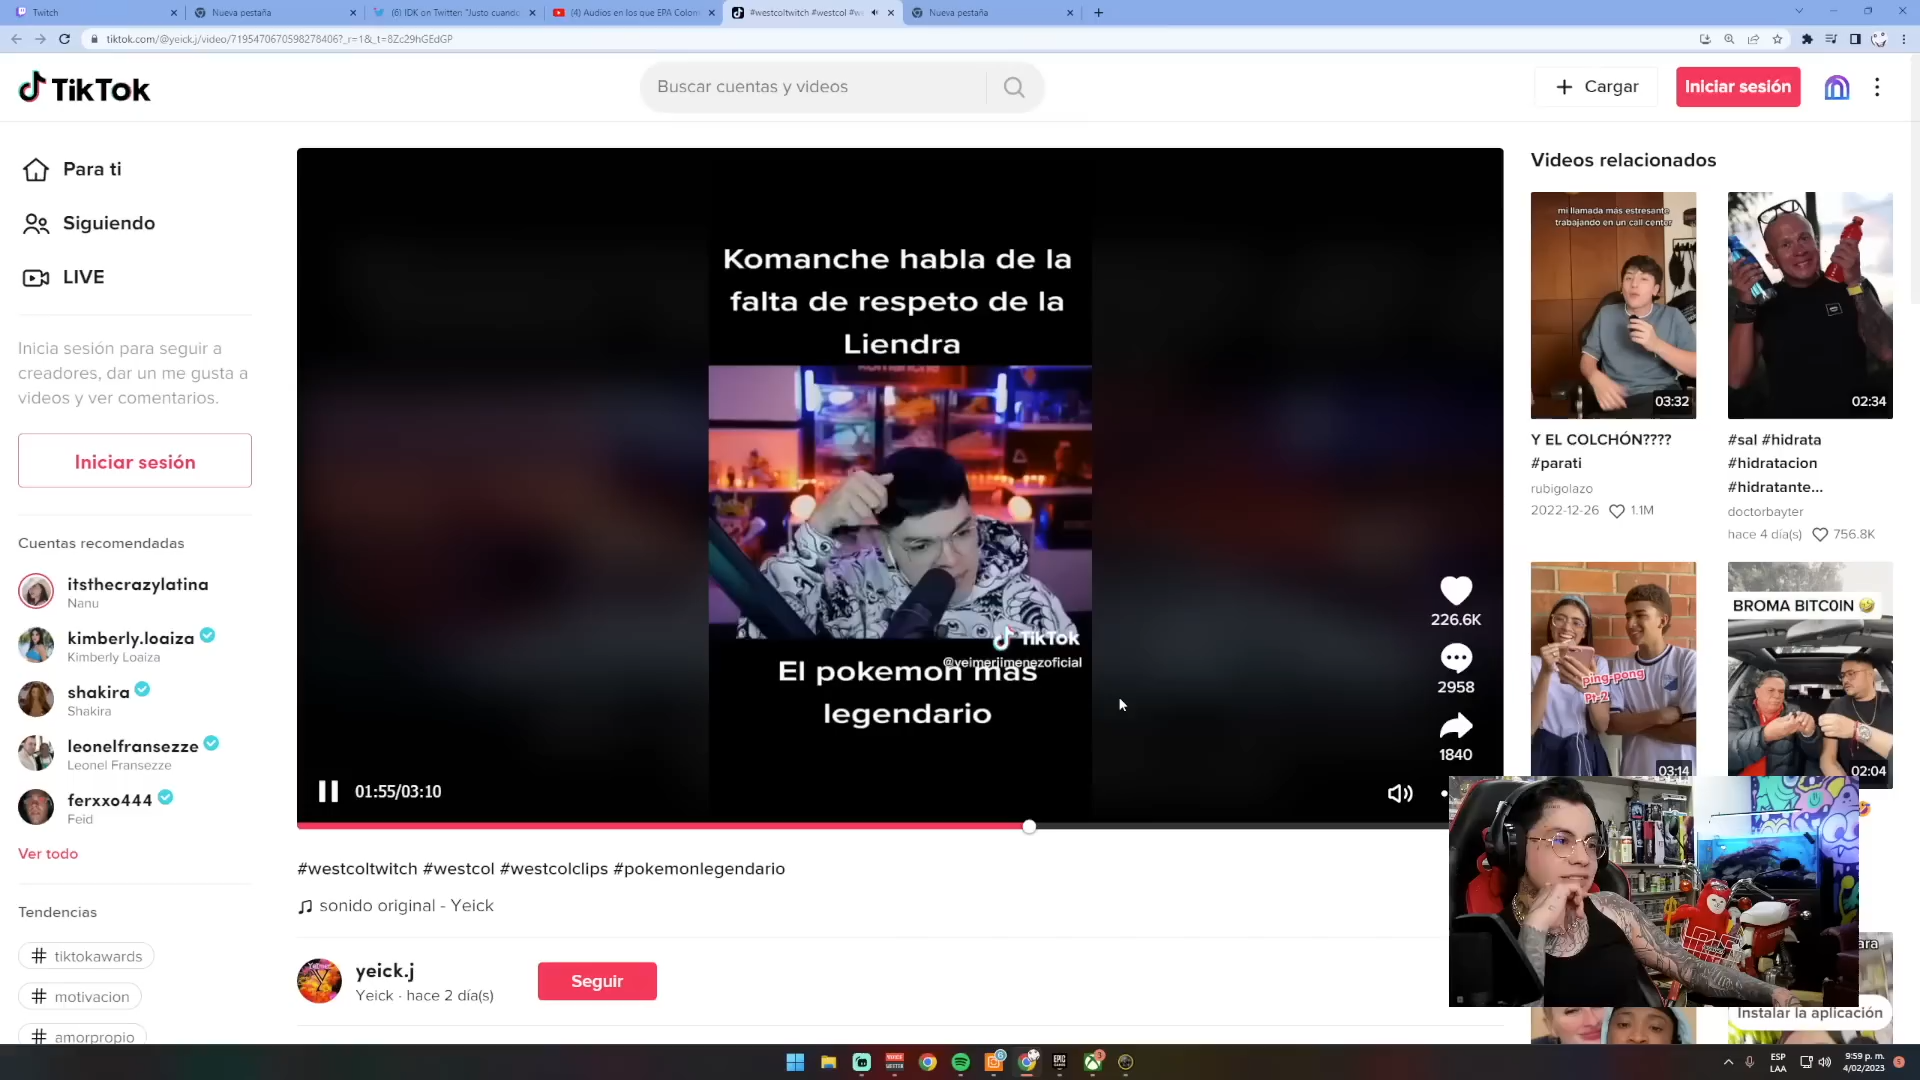 Twitch
Nueva pestaña
(6) IDK on Twitter: "Justo cuando
(4) Audios en los que EPA Colom
#westcoltwitch #westcol #we
Nueva pestaña
tiktok.com/@yeick.j/video/7195470670598278406?_r=1&_t=8Zc29hGEdGP
TikTok
Buscar cuentas y videos
Cargar
Iniciar sesión
Para ti
Siguiendo
LIVE
Inicia sesión para seguir a
creadores, dar un me gusta a
videos y ver comentarios.
Iniciar sesión
Cuentas recomendadas
itsthecrazylatina
Nanu
kimberly.loaiza
Kimberly Loaiza
shakira
Shakira
leonelfransezze
Leonel Fransezze
ferxxo444
Feid
Ver todo
Tendencias
# tiktokawards
# motivacion
# amorpropio
Komanche habla de la
falta de respeto de la
Liendra
TikTok
@yeimerjimenezoficial
El pokemon mas
legendario
226.6K
2958
1840
01:55/03:10
#westcoltwitch #westcol #westcolclips #pokemonlegendario
sonido original - Yeick
yeick.j
Yeick · hace 2 día(s)
Seguir
Videos relacionados
mi llamada más estresante
trabajando en un call center
03:32
Y EL COLCHÓN????
#parati
rubigolazo
2022-12-26 1.1M
02:34
#sal #hidrata
#hidratacion
#hidratante...
doctorbayter
hace 4 día(s) 756.8K
ping-pong
Pt-2
03:14
BROMA BITCOIN
02:04
ara
Instalar la aplicación
ESP
LAA
9:59 p. m.
4/02/2023